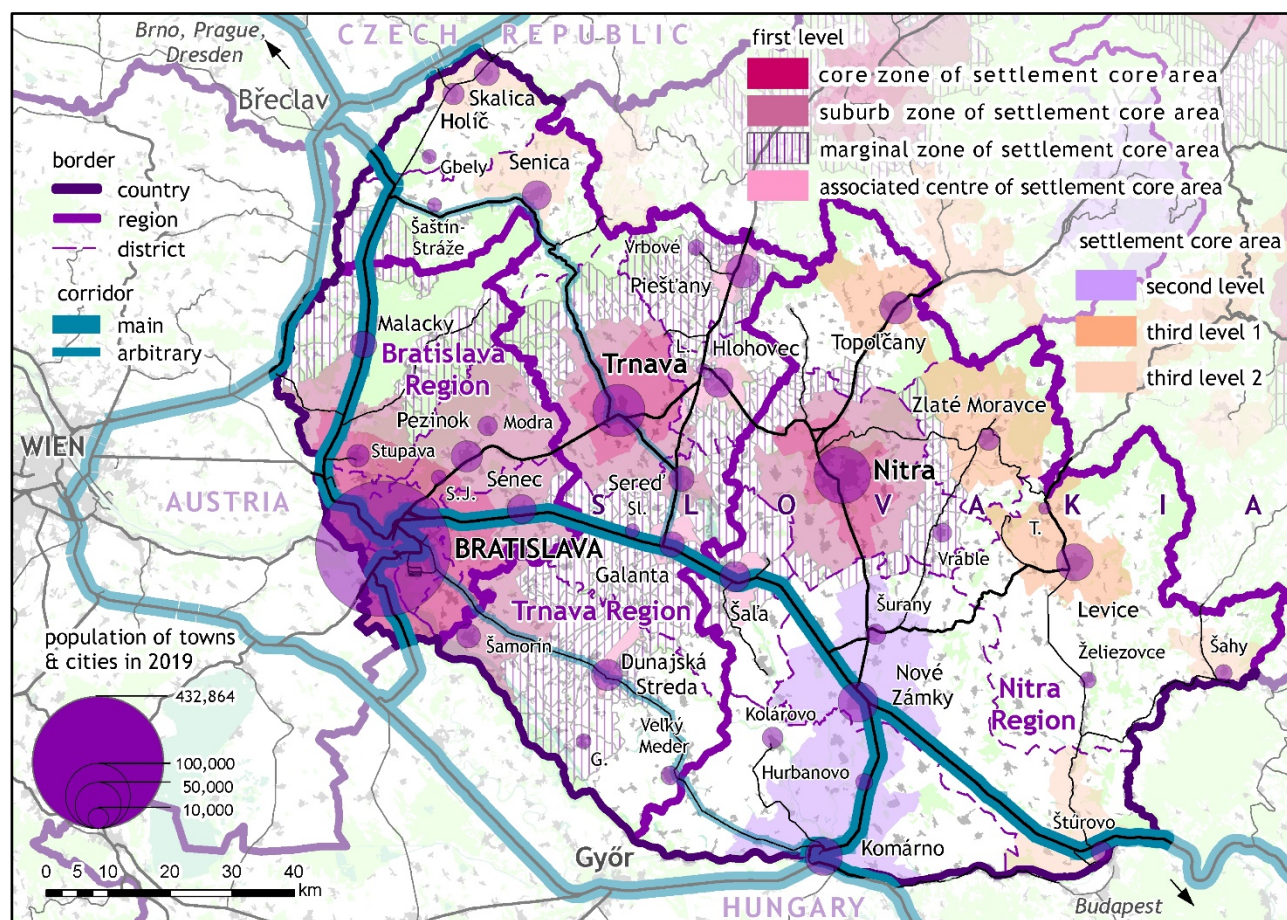 Brno, Prague,
Dresden
CZECH REPUBLIC
Břeclav
first level
core zone of settlement core area
suburb zone of settlement core area
marginal zone of settlement core area
associated centre of settlement core area
settlement core area
second level
third level 1
third level 2
border
country
region
district
corridor
main
arbitrary
Skalica
Holíč
Gbely
Senica
Šaštín-
Stráže
Vrbové
Piešťany
Malacky
Bratislava
Region
L.
Hlohovec
Topoľčany
Trnava
Zlaté Moravce
Pezinok
Modra
WIEN
Stupava
Nitra
AUSTRIA
S.J.
Senec
Sereď
SLOVAKIA
Sl.
T.
BRATISLAVA
Vráble
Galanta
Trnava Region
Šaľa
Šurany
Levice
population of towns
& cities in 2019
Šamorín
Šahy
Želiezovce
Dunajská
Streda
Nové
Zámky
Nitra
Region
432,864
Kolárovo
Veľký
Meder
G.
100,000
50,000
10,000
Hurbanovo
Štúrovo
Győr
Komárno
0 5 10 20 30 40
km
HUNGARY
Budapest